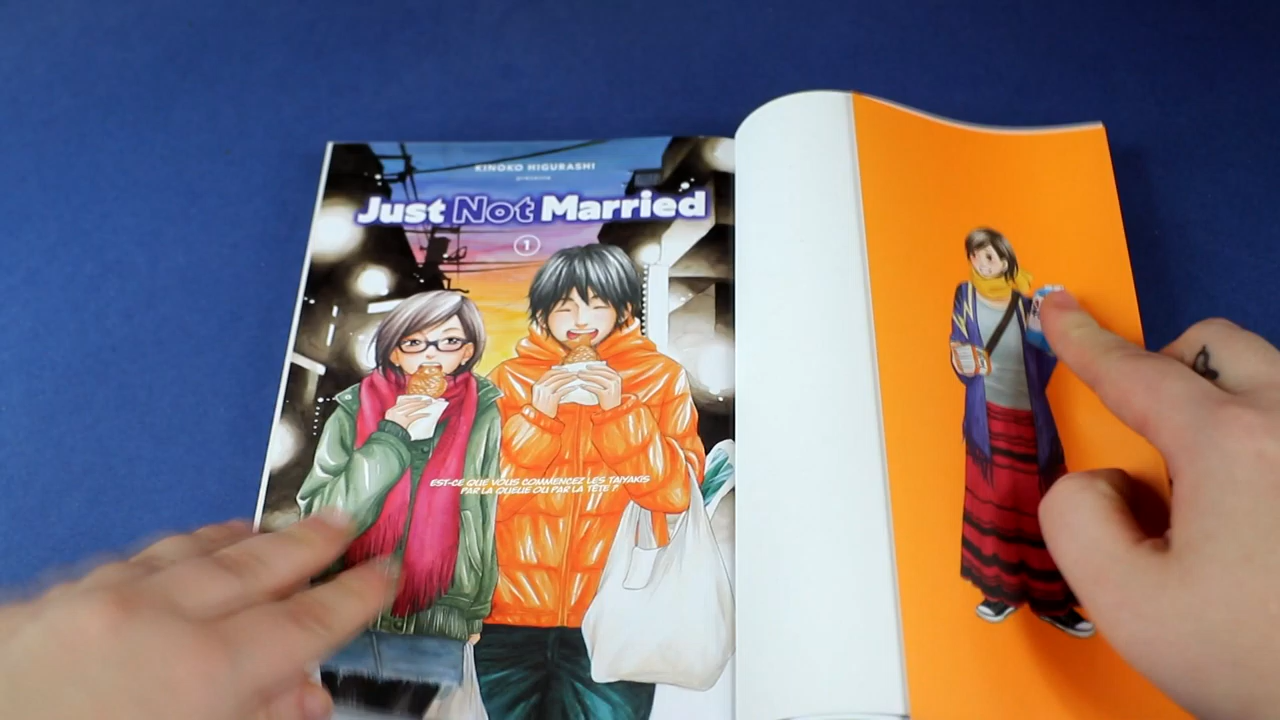 KINOKO HIGURASHI
présente
Just Not Married
1
EST-CE QUE VOUS COMMENCEZ LES TAIYAKIS
PAR LA QUEUE OU PAR LA TÊTE ?